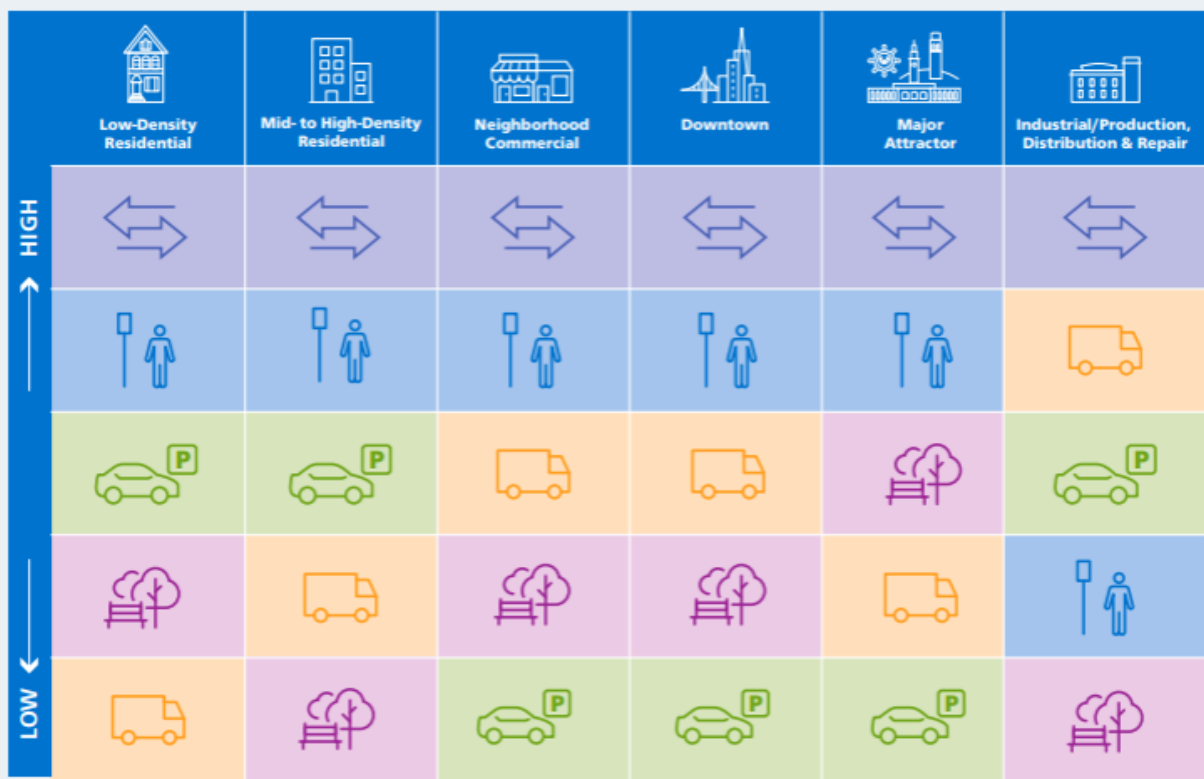 Low-Density
Residential
Mid- to High-Density
Residential
Neighborhood
Commercial
Downtown
Major
Attractor
Industrial/Production,
Distribution & Repair
HIGH
P
P
P
P
P
P
LOW